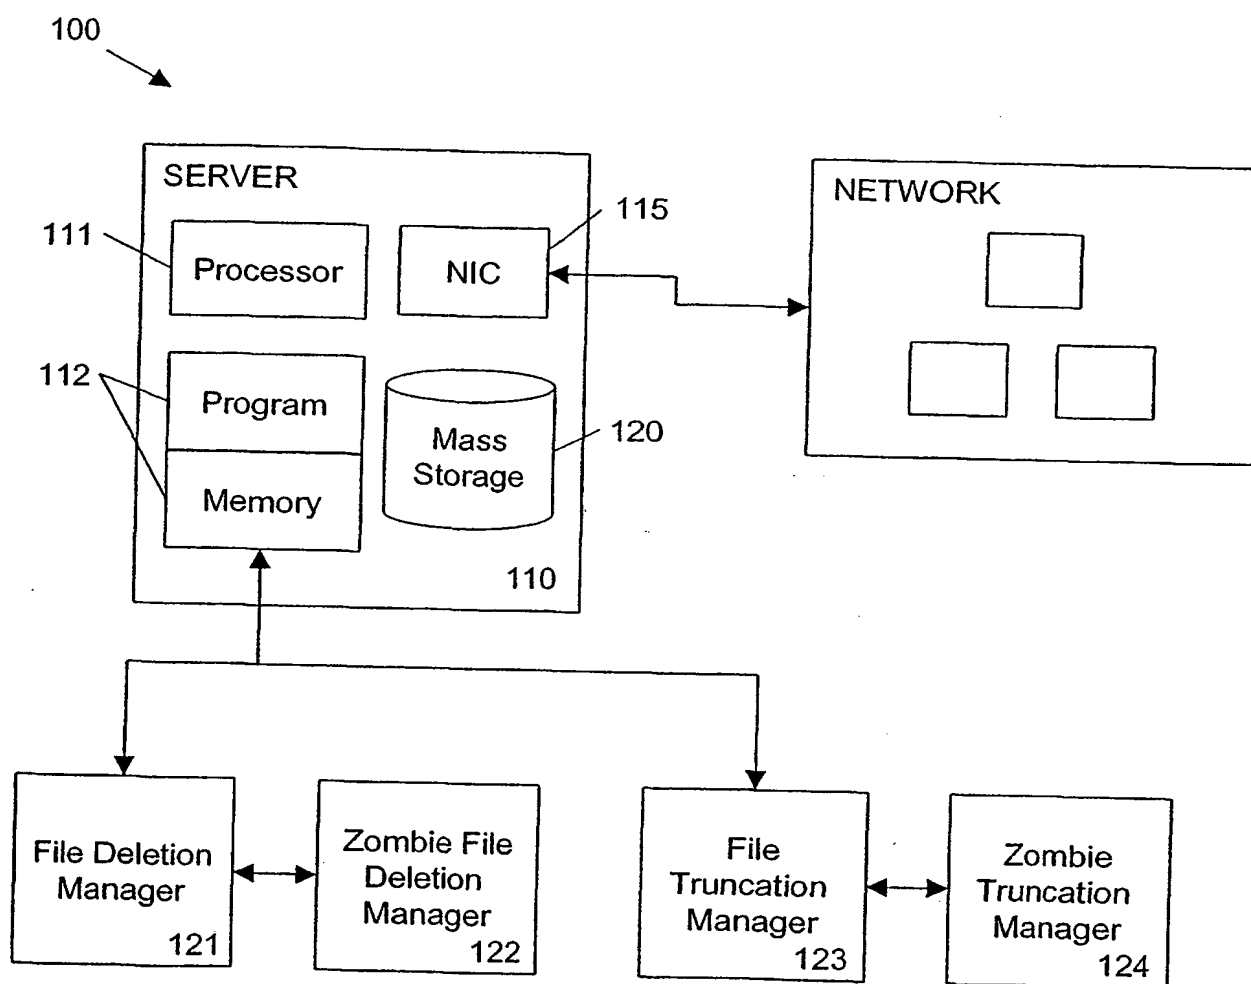 100
SERVER
NETWORK
111
115
Processor
NIC
112
Program
Memory
Mass
Storage
120
110
File Deletion
Manager
121
Zombie File
Deletion
Manager
122
File
Truncation
Manager
123
Zombie
Truncation
Manager
124